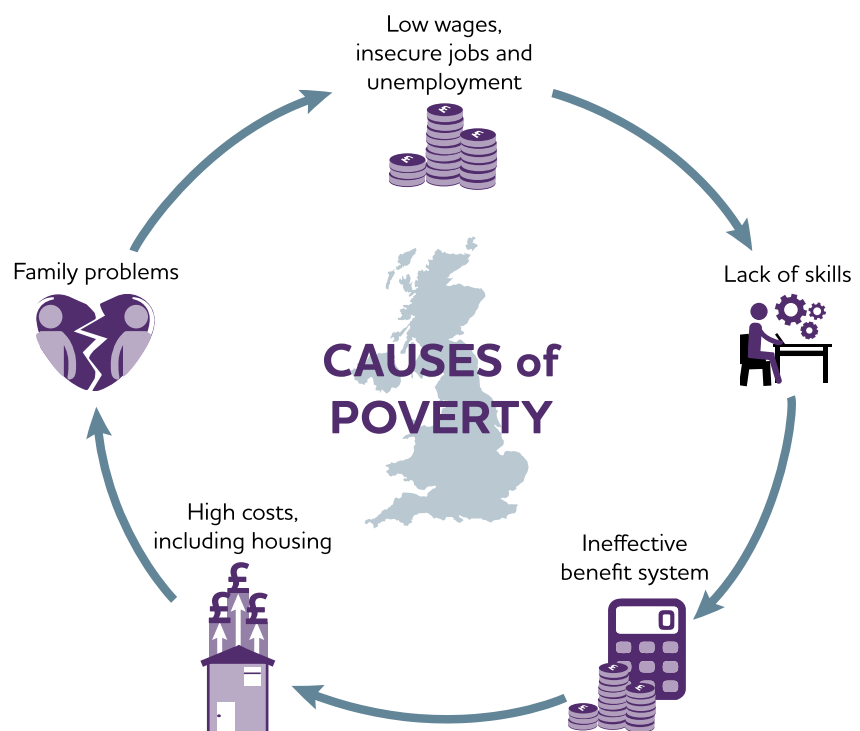 Low wages,
insecure jobs and
unemployment
£
£
£
Family problems
Lack of skills
CAUSES of
POVERTY
High costs,
including housing
£
£
£
Ineffective
benefit system
0
£
£
£